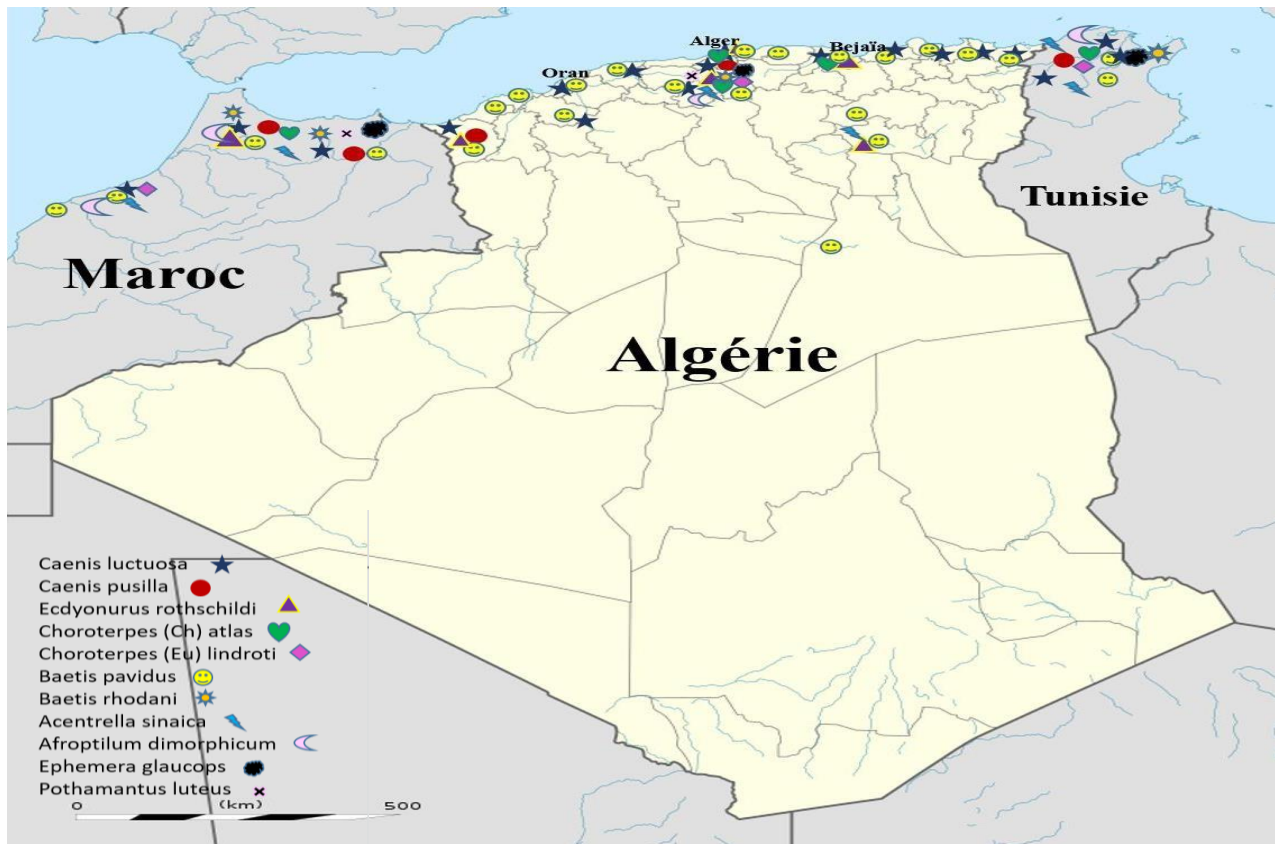 Alger
Bejaïa
Oran
Tunisie
Maroc
Algérie
Caenis luctuosa
Caenis pusilla
Ecdyonurus rothschildi
Choroterpes (Ch) atlas
Choroterpes (Eu) lindroti
Baetis pavidus
Baetis rhodani
Acentrella sinaica
Afroptilum dimorphicum
Ephemera glaucops
Pothamantus luteus
0 (km) 500